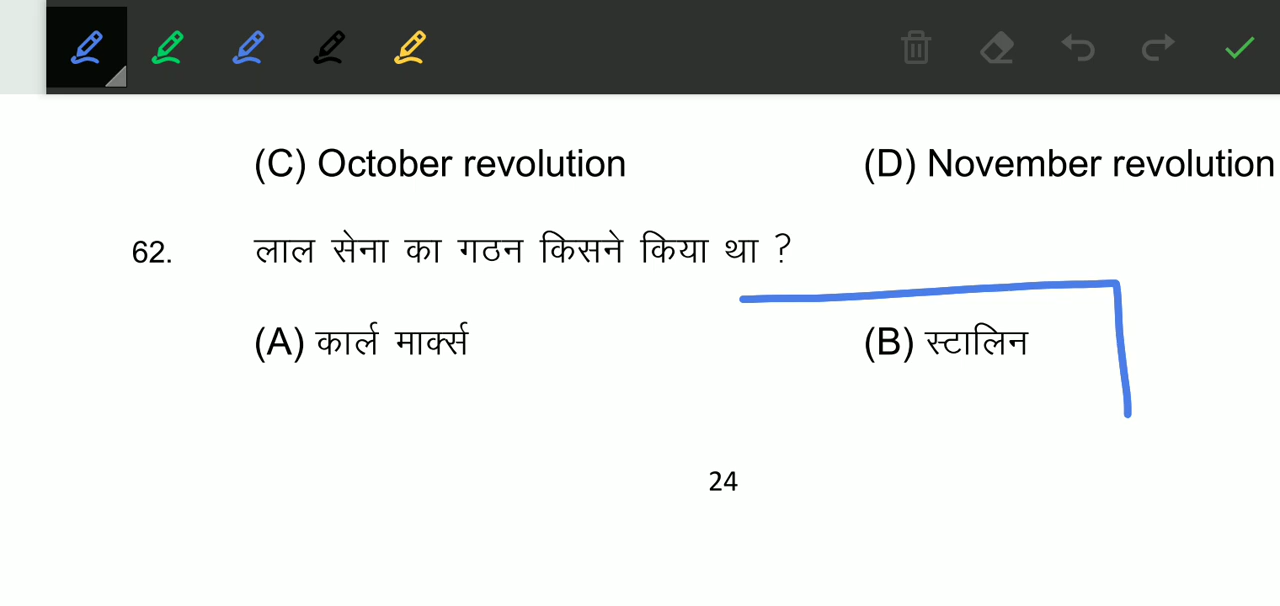 (C) October revolution (D) November revolution
62. लाल सेना का गठन किसने किया था ?
(A) कार्ल मार्क्स (B) स्टालिन
24